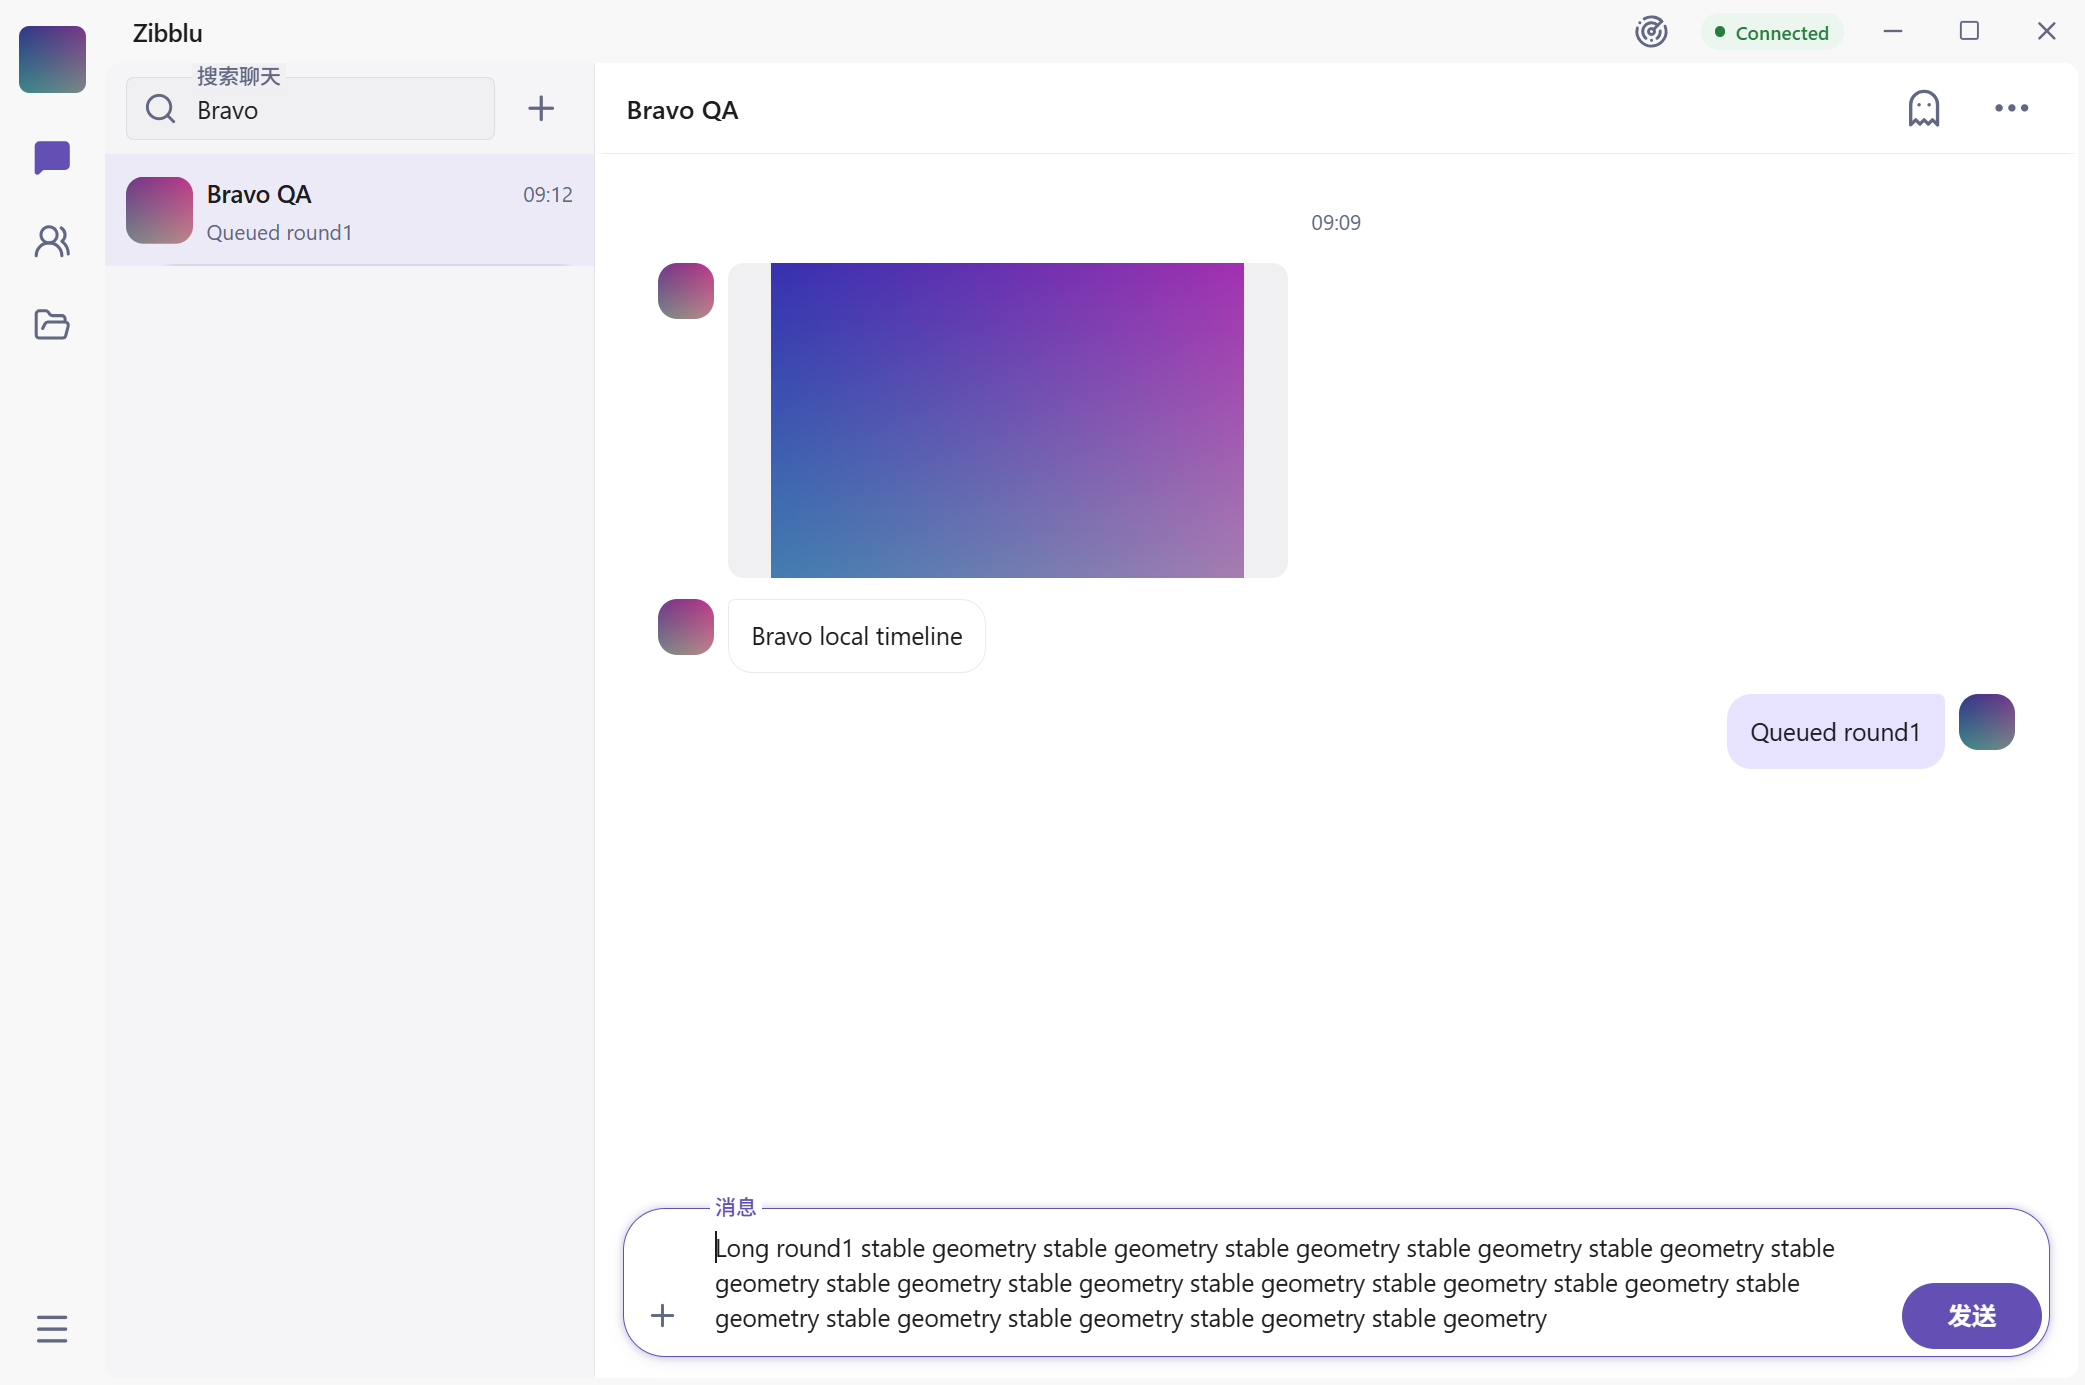 Zibblu
Connected
搜索聊天
Bravo
Bravo QA
09:12
Queued round1
Bravo QA
09:09
Bravo local timeline
Queued round1
消息
Long round1 stable geometry stable geometry stable geometry stable geometry stable geometry stable
geometry stable geometry stable geometry stable geometry stable geometry stable geometry stable
geometry stable geometry stable geometry stable geometry stable geometry
发送